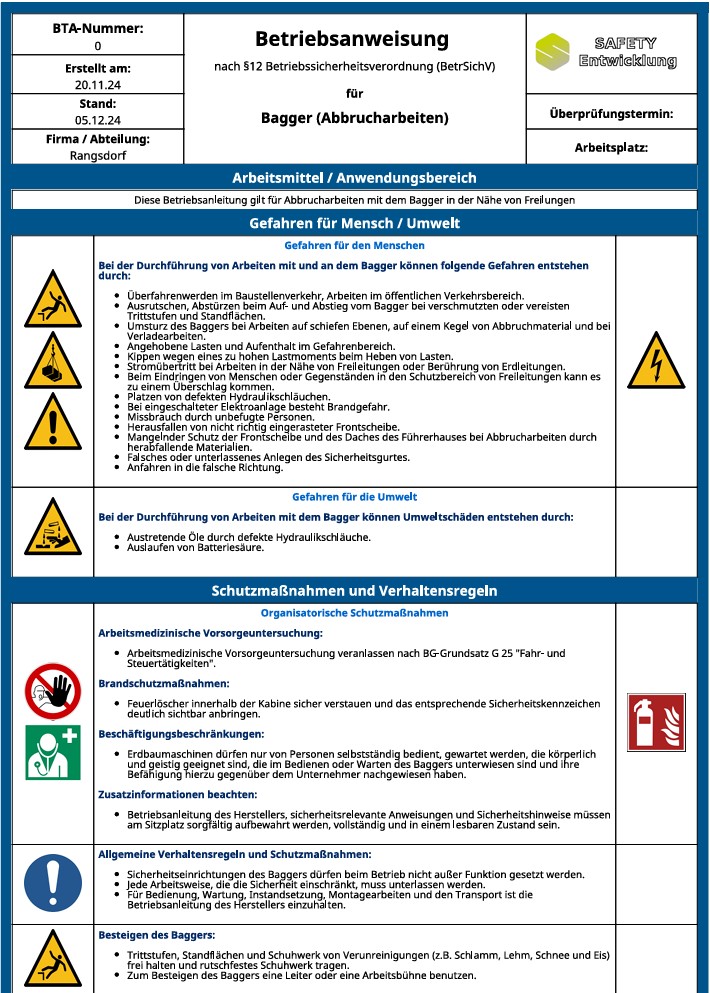 BTA-Nummer:
0
Erstellt am:
20.11.24
Stand:
05.12.24
Firma / Abteilung:
Rangsdorf
Betriebsanweisung
nach §12 Betriebssicherheitsverordnung (BetrSichV)
für
Bagger (Abbrucharbeiten)
SAFETY
Entwicklung
Überprüfungstermin:
Arbeitsplatz:
Arbeitsmittel / Anwendungsbereich
Diese Betriebsanleitung gilt für Abbrucharbeiten mit dem Bagger in der Nähe von Freilungen
Gefahren für Mensch / Umwelt
Gefahren für den Menschen
Bei der Durchführung von Arbeiten mit und an dem Bagger können folgende Gefahren entstehen
durch:
• Überfahrenwerden im Baustellenverkehr, Arbeiten im öffentlichen Verkehrsbereich.
• Ausrutschen, Abstürzen beim Auf- und Abstieg vom Bagger bei verschmutzten oder vereisten
Trittstufen und Standflächen.
• Umsturz des Baggers bei Arbeiten auf schiefen Ebenen, auf einem Kegel von Abbruchmaterial und bei
Verladearbeiten.
• Angehobene Lasten und Aufenthalt im Gefahrenbereich.
• Kippen wegen eines zu hohen Lastmoments beim Heben von Lasten.
• Stromübertritt bei Arbeiten in der Nähe von Freileitungen oder Berührung von Erdleitungen.
• Beim Eindringen von Menschen oder Gegenständen in den Schutzbereich von Freileitungen kann es
zu einem Überschlag kommen.
• Platzen von defekten Hydraulikschläuchen.
• Bei eingeschalteter Elektroanlage besteht Brandgefahr.
• Missbrauch durch unbefugte Personen.
• Herausfallen von nicht richtig eingerasteter Frontscheibe.
• Mangelnder Schutz der Frontscheibe und des Daches des Führerhauses bei Abbrucharbeiten durch
herabfallende Materialien.
• Falsches oder unterlassenes Anlegen des Sicherheitsgurtes.
• Anfahren in die falsche Richtung.
Gefahren für die Umwelt
Bei der Durchführung von Arbeiten mit dem Bagger können Umweltschäden entstehen durch:
• Austretende Öle durch defekte Hydraulikschläuche.
• Auslaufen von Batteriesäure.
Schutzmaßnahmen und Verhaltensregeln
Organisatorische Schutzmaßnahmen
Arbeitsmedizinische Vorsorgeuntersuchung:
• Arbeitsmedizinische Vorsorgeuntersuchung veranlassen nach BG-Grundsatz G 25 "Fahr- und
Steuertätigkeiten".
Brandschutzmaßnahmen:
• Feuerlöscher innerhalb der Kabine sicher verstauen und das entsprechende Sicherheitskennzeichen
deutlich sichtbar anbringen.
Beschäftigungsbeschränkungen:
• Erdbaumaschinen dürfen nur von Personen selbstständig bedient, gewartet werden, die körperlich
und geistig geeignet sind, die im Bedienen oder Warten des Baggers unterwiesen sind und ihre
Befähigung hierzu gegenüber dem Unternehmer nachgewiesen haben.
Zusatzinformationen beachten:
• Betriebsanleitung des Herstellers, sicherheitsrelevante Anweisungen und Sicherheitshinweise müssen
am Sitzplatz sorgfältig aufbewahrt werden, vollständig und in einem lesbaren Zustand sein.
Allgemeine Verhaltensregeln und Schutzmaßnahmen:
• Sicherheitseinrichtungen des Baggers dürfen beim Betrieb nicht außer Funktion gesetzt werden.
• Jede Arbeitsweise, die die Sicherheit einschränkt, muss unterlassen werden.
• Für Bedienung, Wartung, Instandsetzung, Montagearbeiten und den Transport ist die
Betriebsanleitung des Herstellers einzuhalten.
Besteigen des Baggers:
• Trittstufen, Standflächen und Schuhwerk von Verunreinigungen (z.B. Schlamm, Lehm, Schnee und Eis)
frei halten und rutschfestes Schuhwerk tragen.
• Zum Besteigen des Baggers eine Leiter oder eine Arbeitsbühne benutzen.